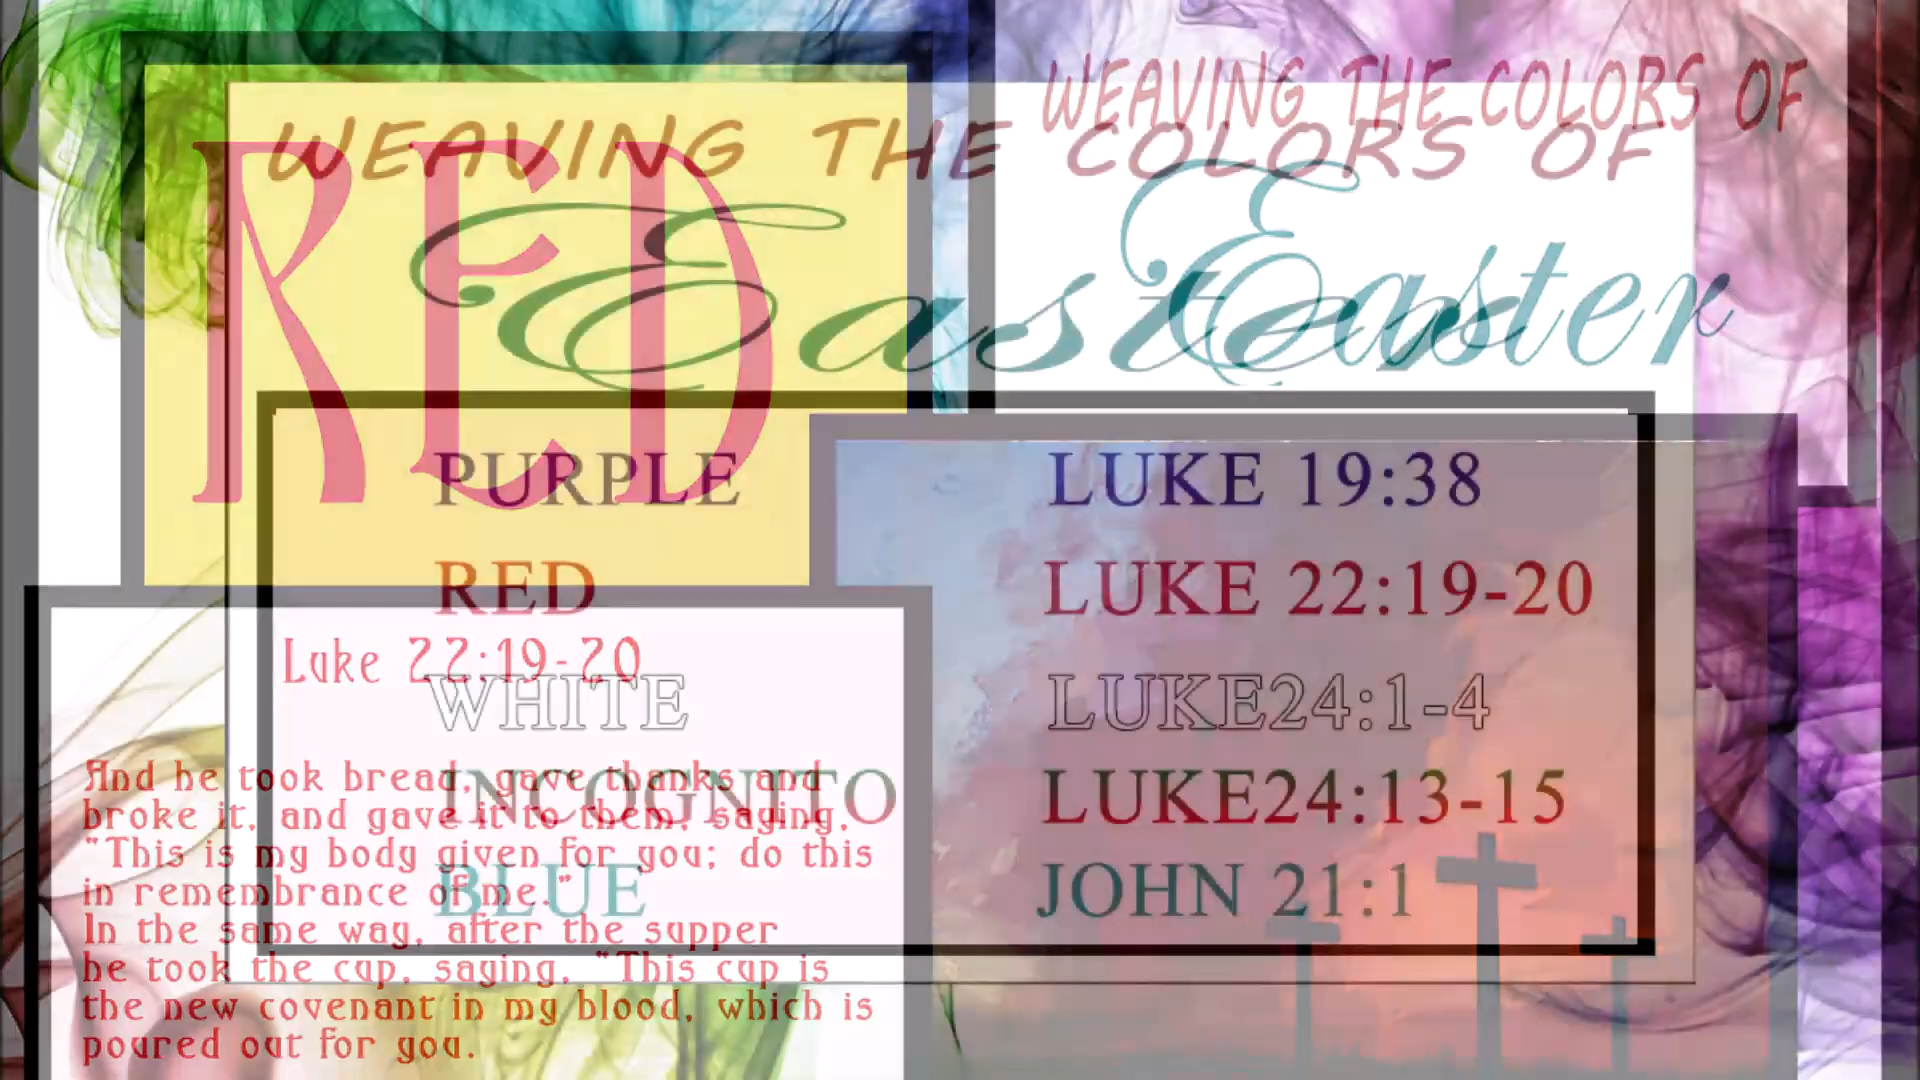 WEAVING THE COLORS OF
Easter
WEAVING THE COLORS OF
Easter
RED
PURPLE LUKE 19:38
RED LUKE 22:19-20
WHITE LUKE24:1-4
INCOGNITO LUKE24:13-15
BLUE JOHN 21:1
Luke 22:19-20
And he took bread, gave thanks and
broke it, and gave it to them, saying,
"This is my body given for you; do this
in remembrance of me."
In the same way, after the supper
he took the cup, saying, "This cup is
the new covenant in my blood, which is
poured out for you.